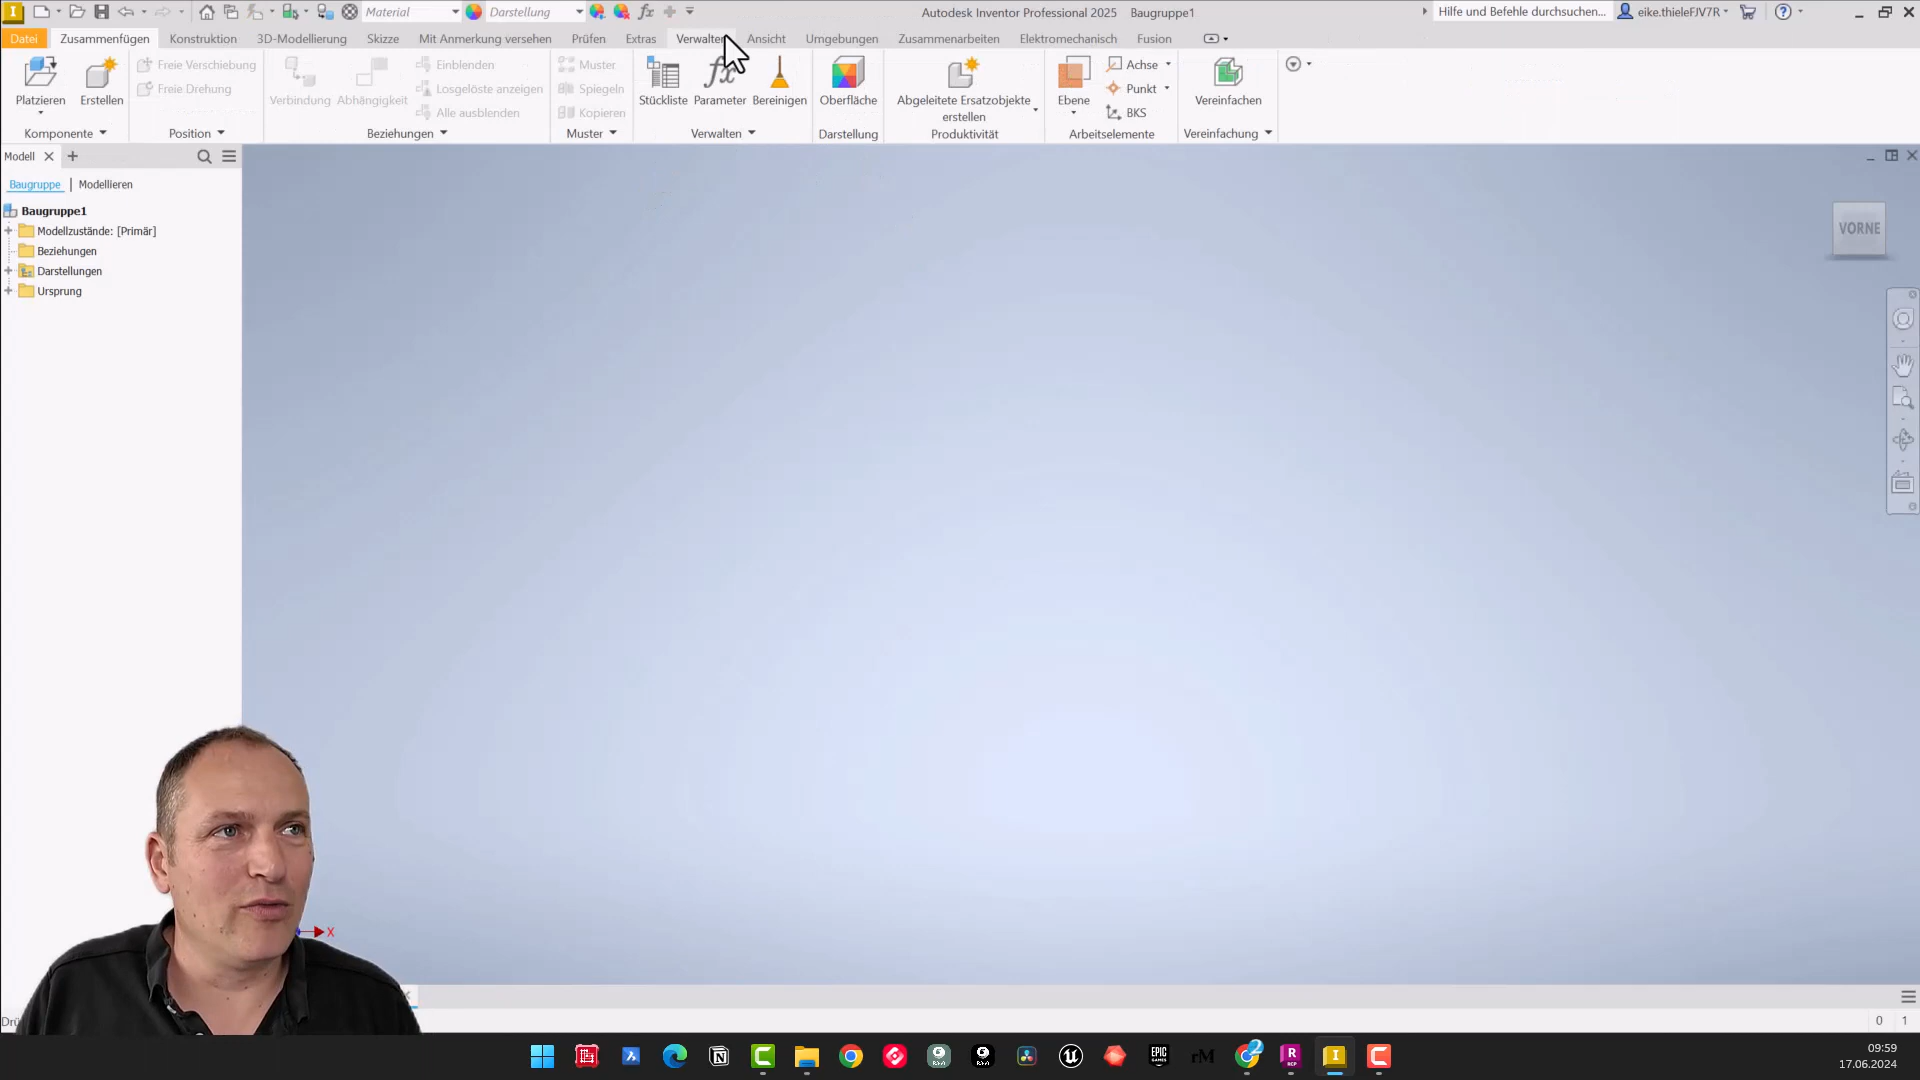 Material
Darstellung
Autodesk Inventor Professional 2025 Baugruppe1
Hilfe und Befehle durchsuchen...
eike.thieleFJV7R
Datei
Zusammenfügen
Konstruktion
3D-Modellierung
Skizze
Mit Anmerkung versehen
Prüfen
Extras
Verwalten
Ansicht
Umgebungen
Zusammenarbeiten
Elektromechanisch
Fusion
Platzieren
Erstellen
Komponente
Freie Verschiebung
Freie Drehung
Position
Verbindung
Abhängigkeit
Einblenden
Losgelöste anzeigen
Alle ausblenden
Beziehungen
Muster
Spiegeln
Kopieren
Muster
Stückliste
Parameter
Bereinigen
Verwalten
Oberfläche
Darstellung
Abgeleitete Ersatzobjekte
erstellen
Produktivität
Ebene
Achse
Punkt
BKS
Arbeitselemente
Vereinfachen
Vereinfachung
Modell
Baugruppe | Modellieren
Baugruppe1
Modellzustände: [Primär]
Beziehungen
Darstellungen
Ursprung
VORNE
X
0 1
09:59
17.06.2024